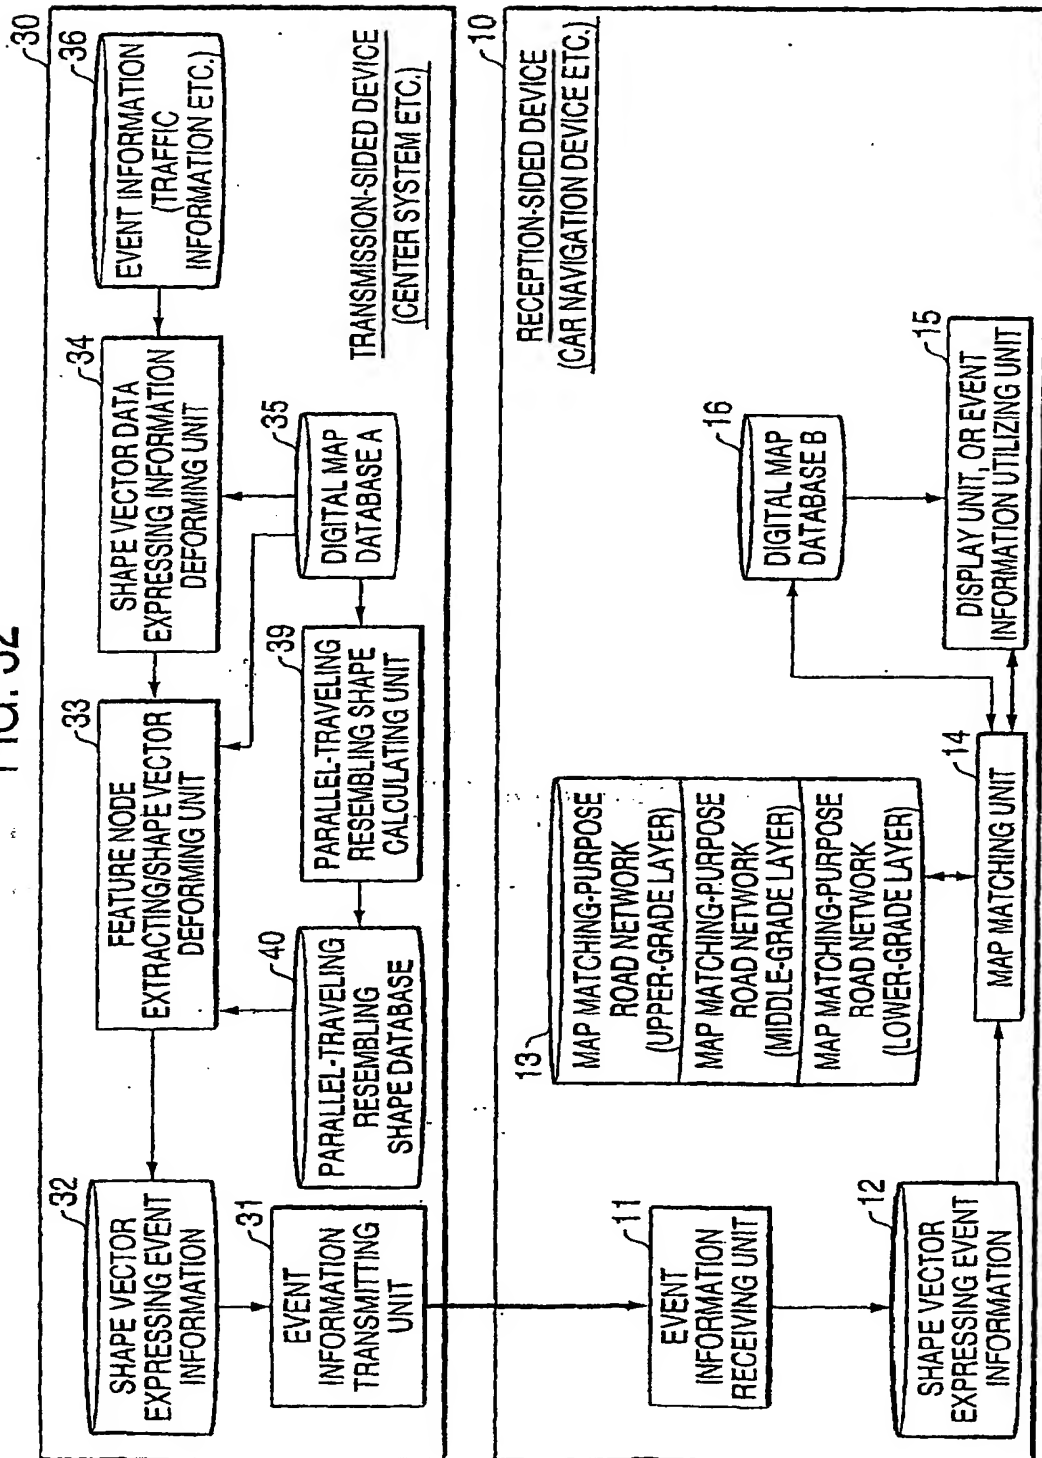 FIG. 32
30
36
EVENT INFORMATION
(TRAFFIC
INFORMATION ETC.)
34
SHAPE VECTOR DATA
EXPRESSING INFORMATION
DEFORMING UNIT
33
FEATURE NODE
EXTRACTING/SHAPE VECTOR
DEFORMING UNIT
32
SHAPE VECTOR
EXPRESSING EVENT
INFORMATION
31
EVENT
INFORMATION
TRANSMITTING
UNIT
40
PARALLEL-TRAVELING
RESEMBLING
SHAPE DATABASE
39
PARALLEL-TRAVELING
RESEMBLING SHAPE
CALCULATING UNIT
35
DIGITAL MAP
DATABASE A
TRANSMISSION-SIDED DEVICE
(CENTER SYSTEM ETC.)
10
RECEPTION-SIDED DEVICE
(CAR NAVIGATION DEVICE ETC.)
11
EVENT
INFORMATION
RECEIVING UNIT
12
SHAPE VECTOR
EXPRESSING EVENT
INFORMATION
13
MAP MATCHING-PURPOSE
ROAD NETWORK
(UPPER-GRADE LAYER)
MAP MATCHING-PURPOSE
ROAD NETWORK
(MIDDLE-GRADE LAYER)
MAP MATCHING-PURPOSE
ROAD NETWORK
(LOWER-GRADE LAYER)
14
MAP MATCHING UNIT
16
DIGITAL MAP
DATABASE B
15
DISPLAY UNIT, OR EVENT
INFORMATION UTILIZING UNIT